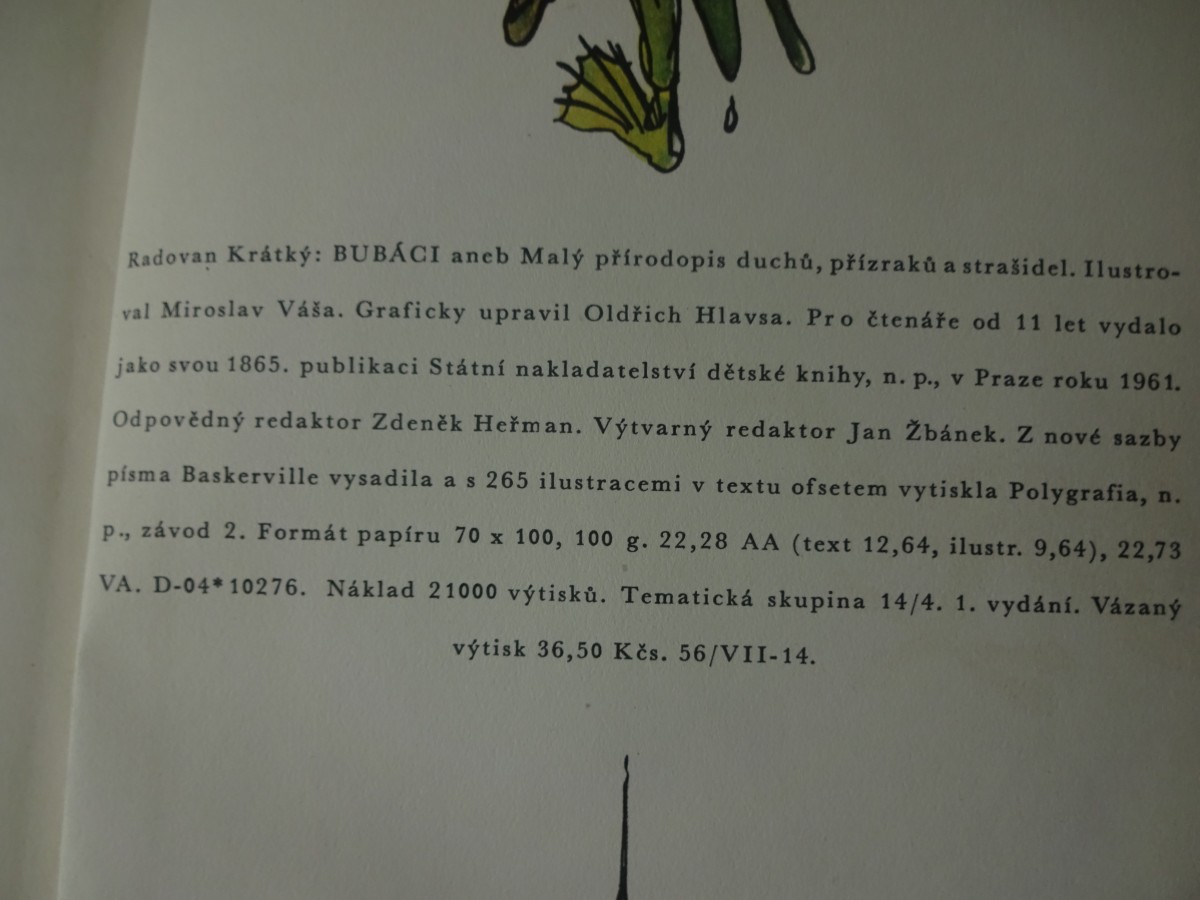 Radovan Krátký: BUBÁCI aneb Malý přírodopis duchů, přízraků a strašidel. Ilustro-
val Miroslav Váša. Graficky upravil Oldřich Hlavsa. Pro čtenáře od 11 let vydalo
jako svou 1865. publikaci Státní nakladatelství dětské knihy, n. p., v Praze roku 1961.
Odpovědný redaktor Zdeněk Heřman. Výtvarný redaktor Jan Žbánek. Z nové sazby
písma Baskerville vysadila a s 265 ilustracemi v textu ofsetem vytiskla Polygrafia, n.
p., závod 2. Formát papíru 70 x 100, 100 g. 22,28 AA (text 12,64, ilustr. 9,64), 22,73
VA. D-04*10276. Náklad 21000 výtisků. Tematická skupina 14/4. 1. vydání. Vázaný
výtisk 36,50 Kčs. 56/VII-14.